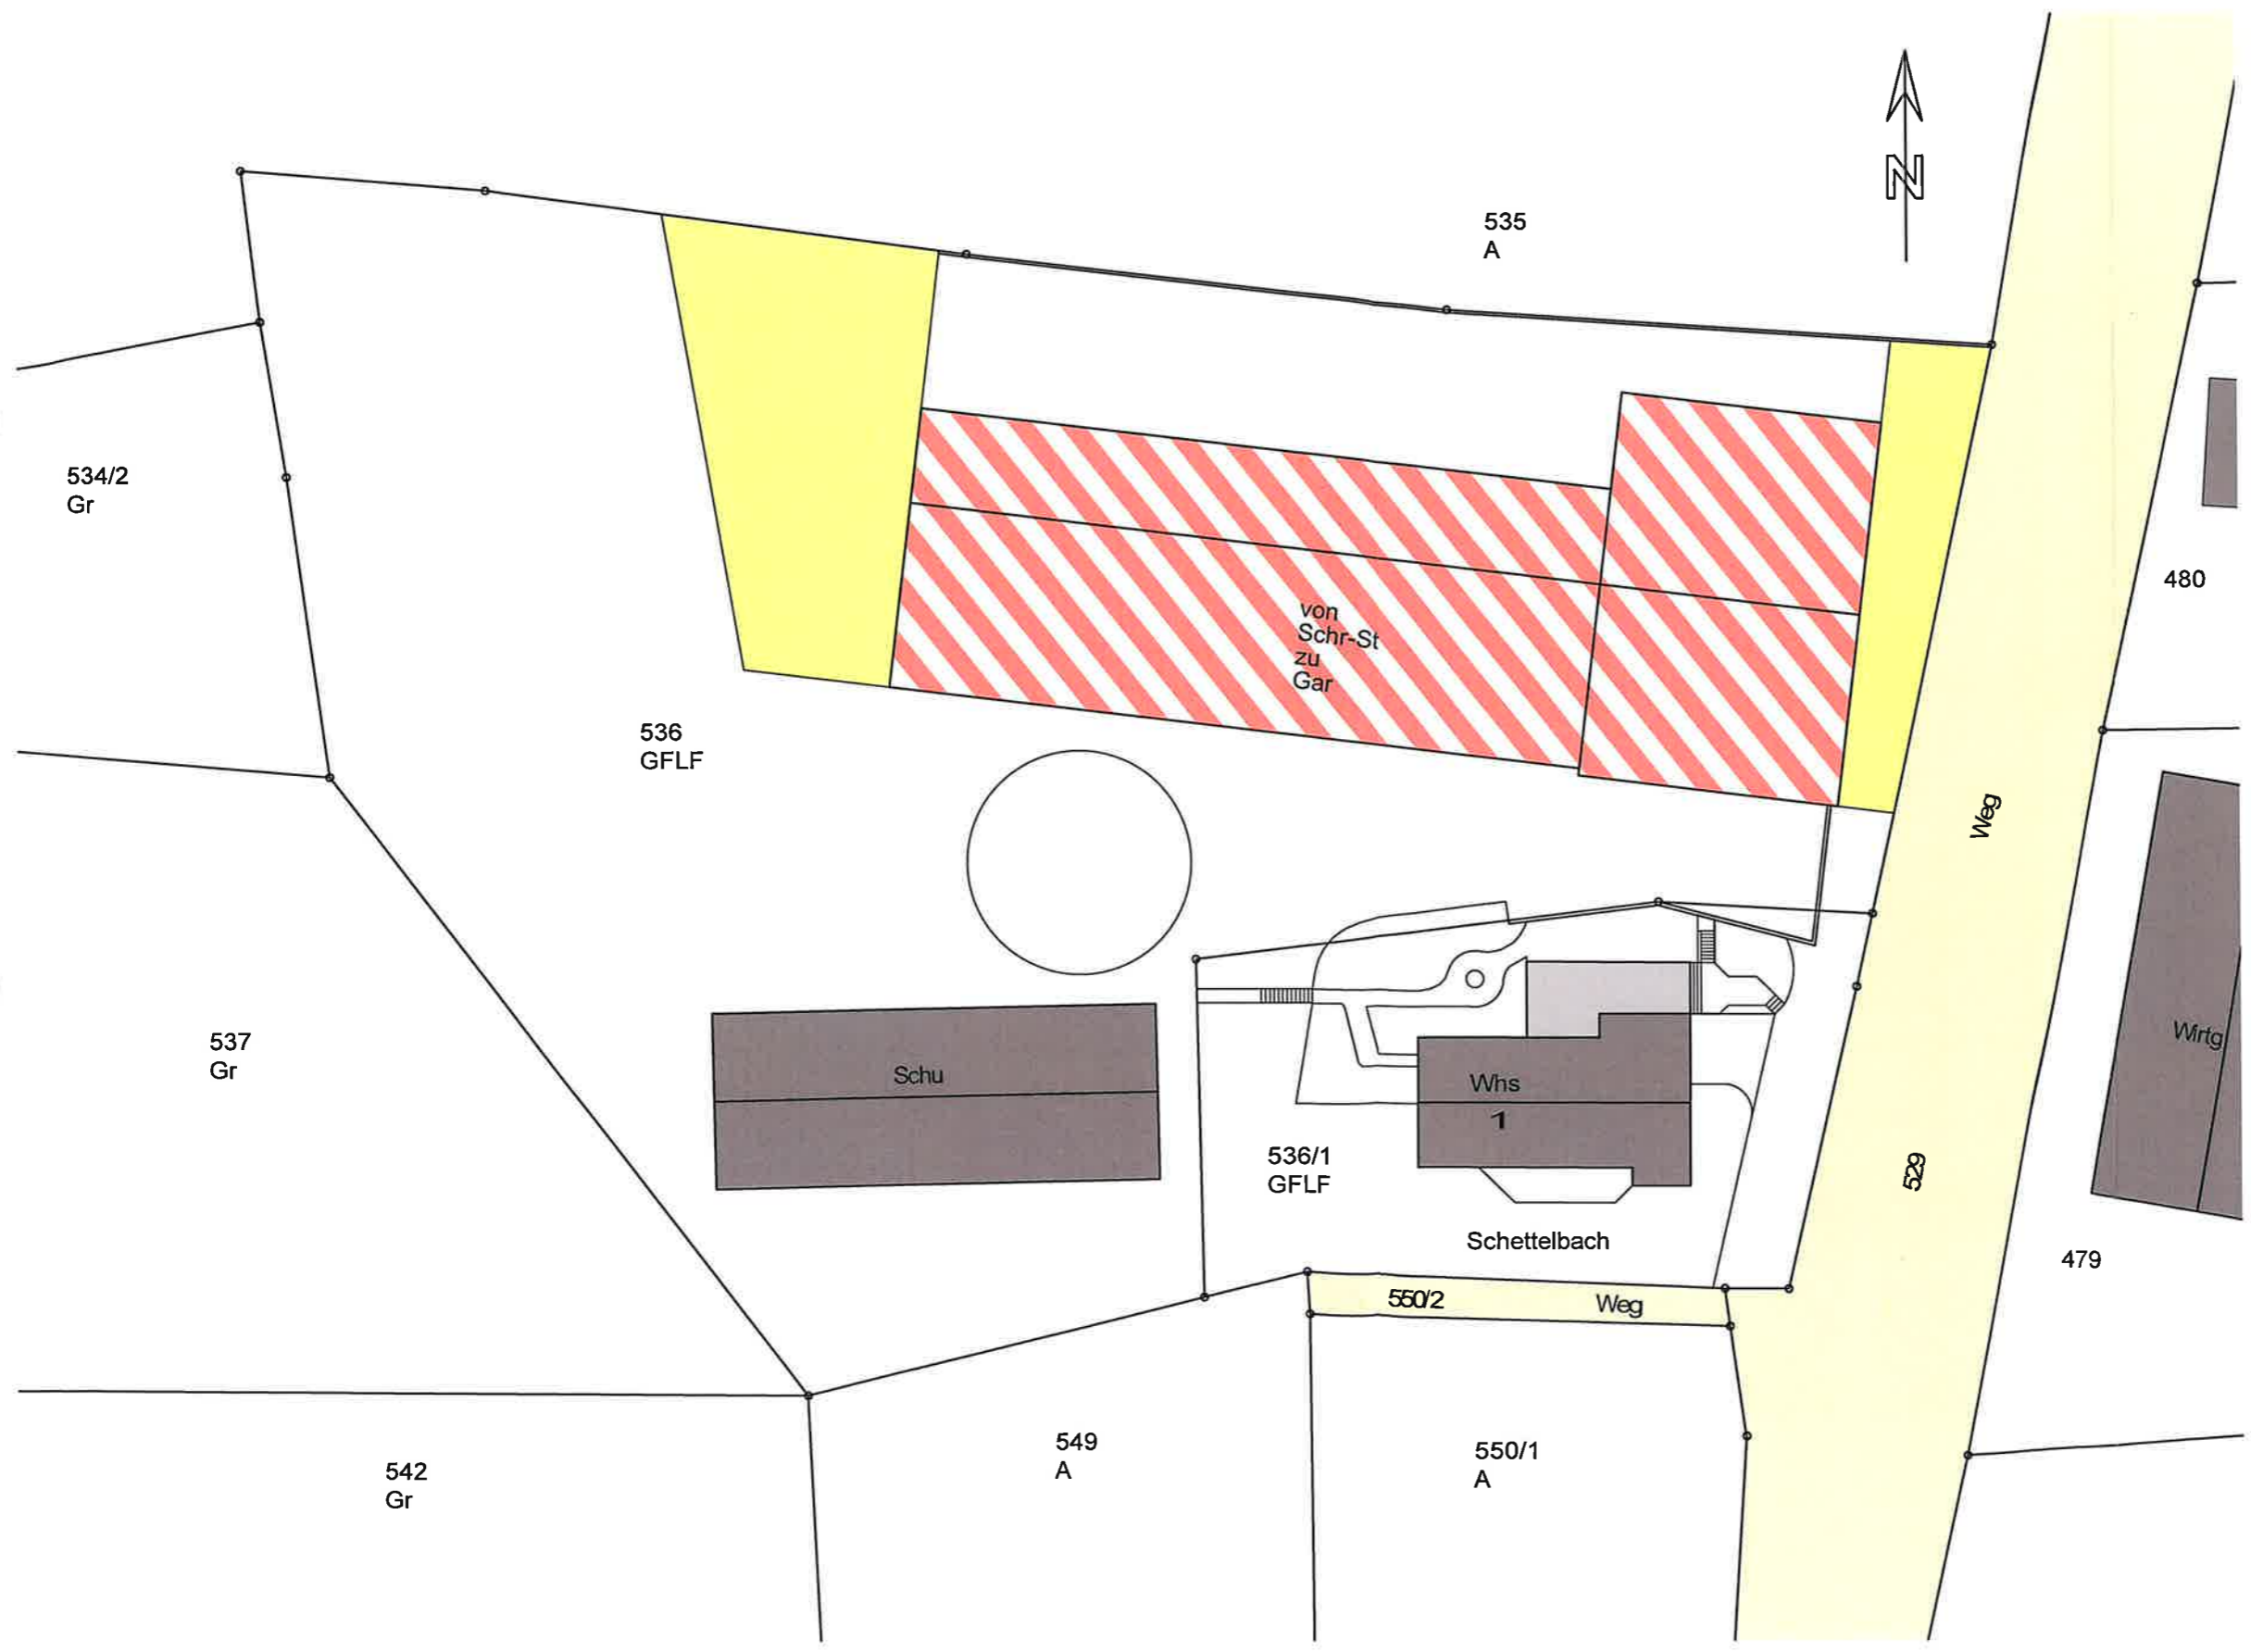 N
535
A
534/2
Gr
480
von
Schr-St
zu
Gar
536
GFLF
Weg
537
Gr
Schu
Whs
1
Wirtg
536/1
GFLF
529
Schettelbach
479
550/2
Weg
549
A
550/1
A
542
Gr